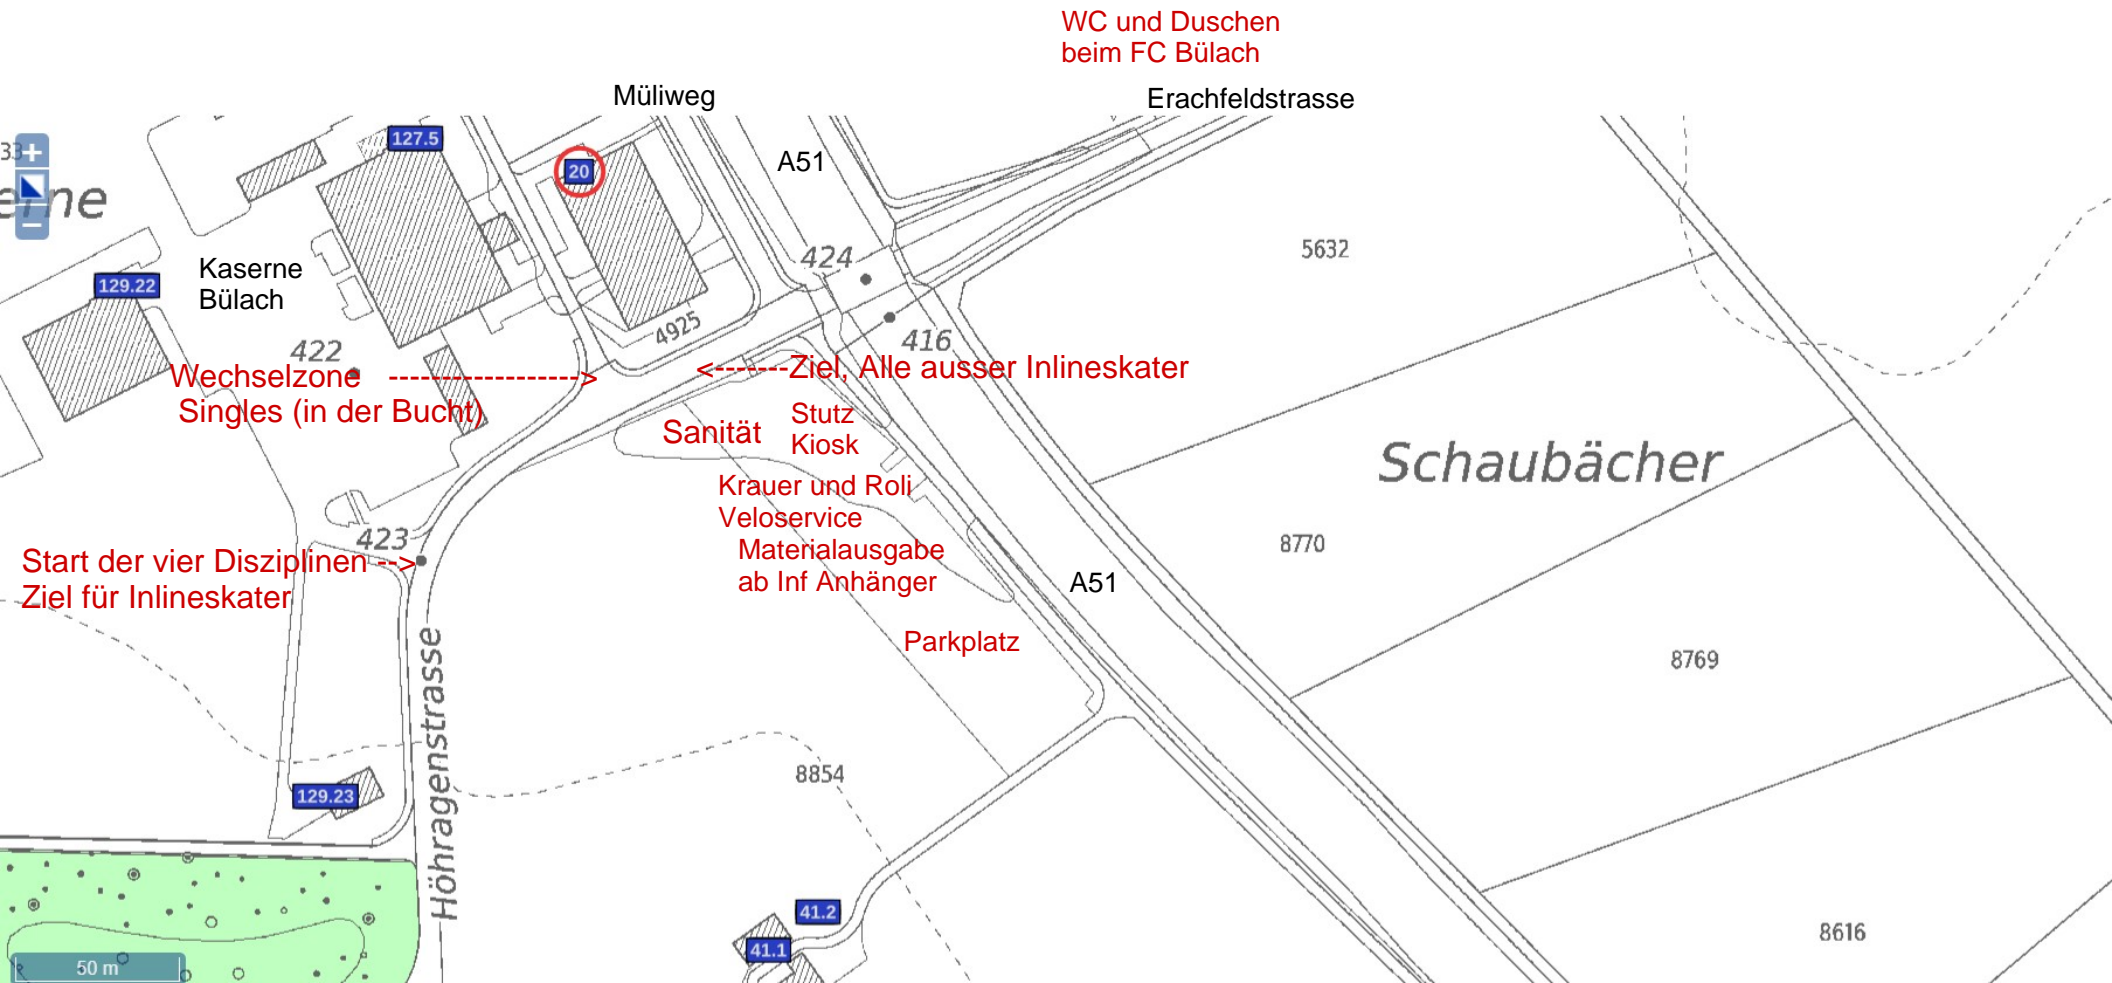 WC und Duschen
beim FC Bülach
Müliweg
Erachfeldstrasse
127.5
33
+
A51
20
erne
−
424
5632
Kaserne
Bülach
129.22
4925
416
422
Wechselzone ------------------>
Singles (in der Bucht)
<------Ziel, Alle ausser Inlineskater
Stutz
Kiosk
Sanität
Schaubächer
Krauer und Roli
Veloservice
Materialausgabe
ab Inf Anhänger
423
8770
Start der vier Disziplinen -->
Ziel für Inlineskater
A51
Parkplatz
8769
Höhragenstrasse
8854
129.23
41.2
41.1
8616
50 m